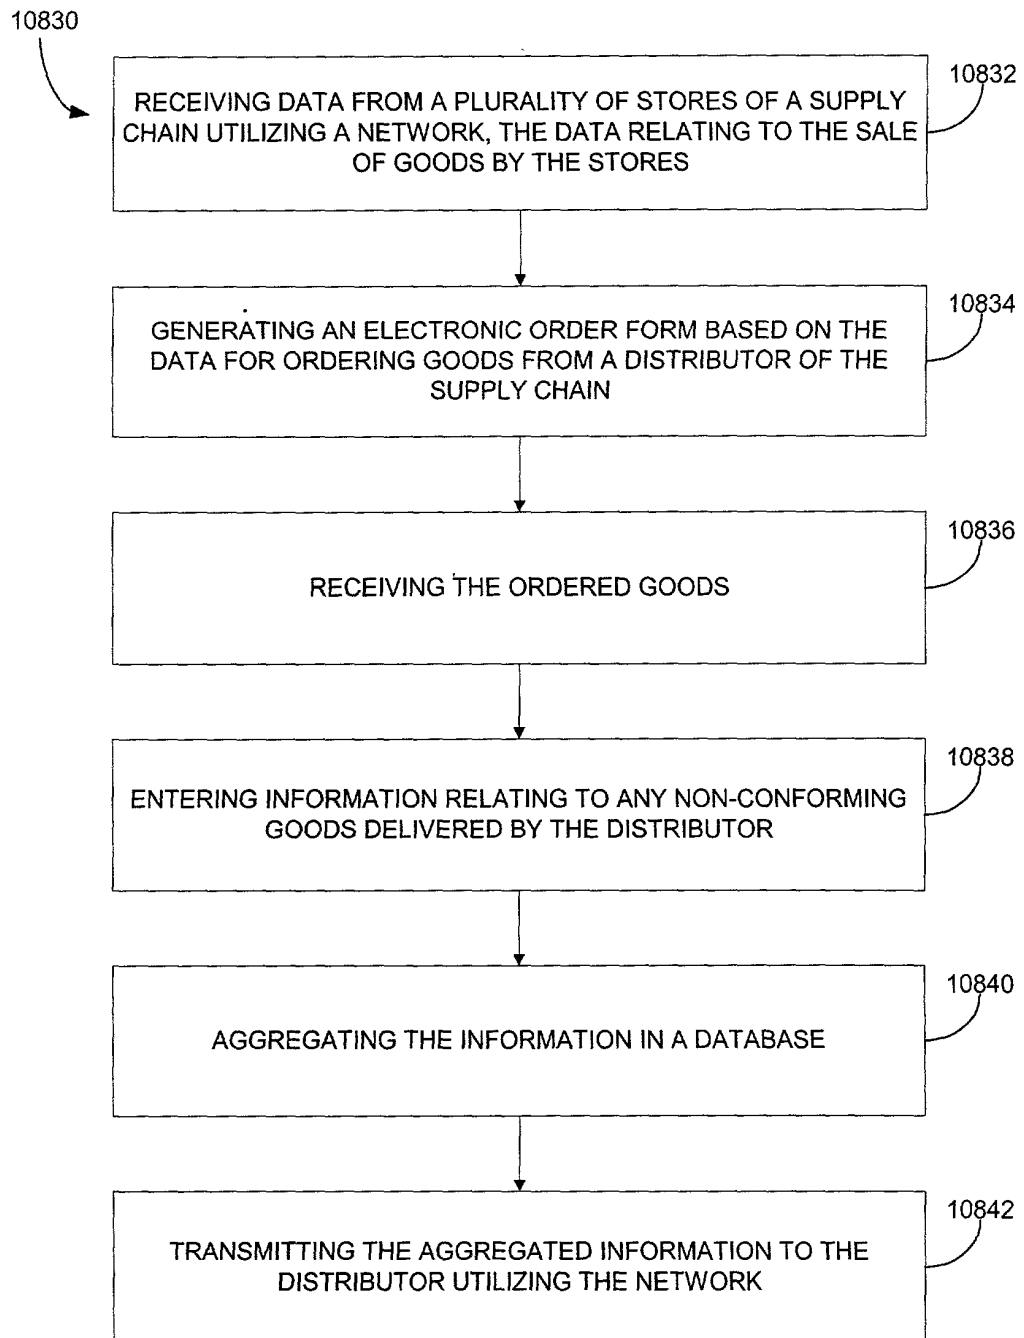 10830
10832
RECEIVING DATA FROM A PLURALITY OF STORES OF A SUPPLY
CHAIN UTILIZING A NETWORK, THE DATA RELATING TO THE SALE
OF GOODS BY THE STORES
10834
GENERATING AN ELECTRONIC ORDER FORM BASED ON THE
DATA FOR ORDERING GOODS FROM A DISTRIBUTOR OF THE
SUPPLY CHAIN
10836
RECEIVING THE ORDERED GOODS
10838
ENTERING INFORMATION RELATING TO ANY NON-CONFORMING
GOODS DELIVERED BY THE DISTRIBUTOR
10840
AGGREGATING THE INFORMATION IN A DATABASE
10842
TRANSMITTING THE AGGREGATED INFORMATION TO THE
DISTRIBUTOR UTILIZING THE NETWORK